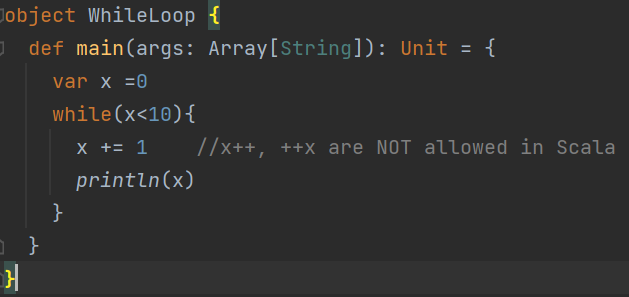 object WhileLoop {
  def main(args: Array[String]): Unit = {
    var x =0
    while(x<10){
      x += 1    //x++, ++x are NOT allowed in Scala
      println(x)
    }
  }
}